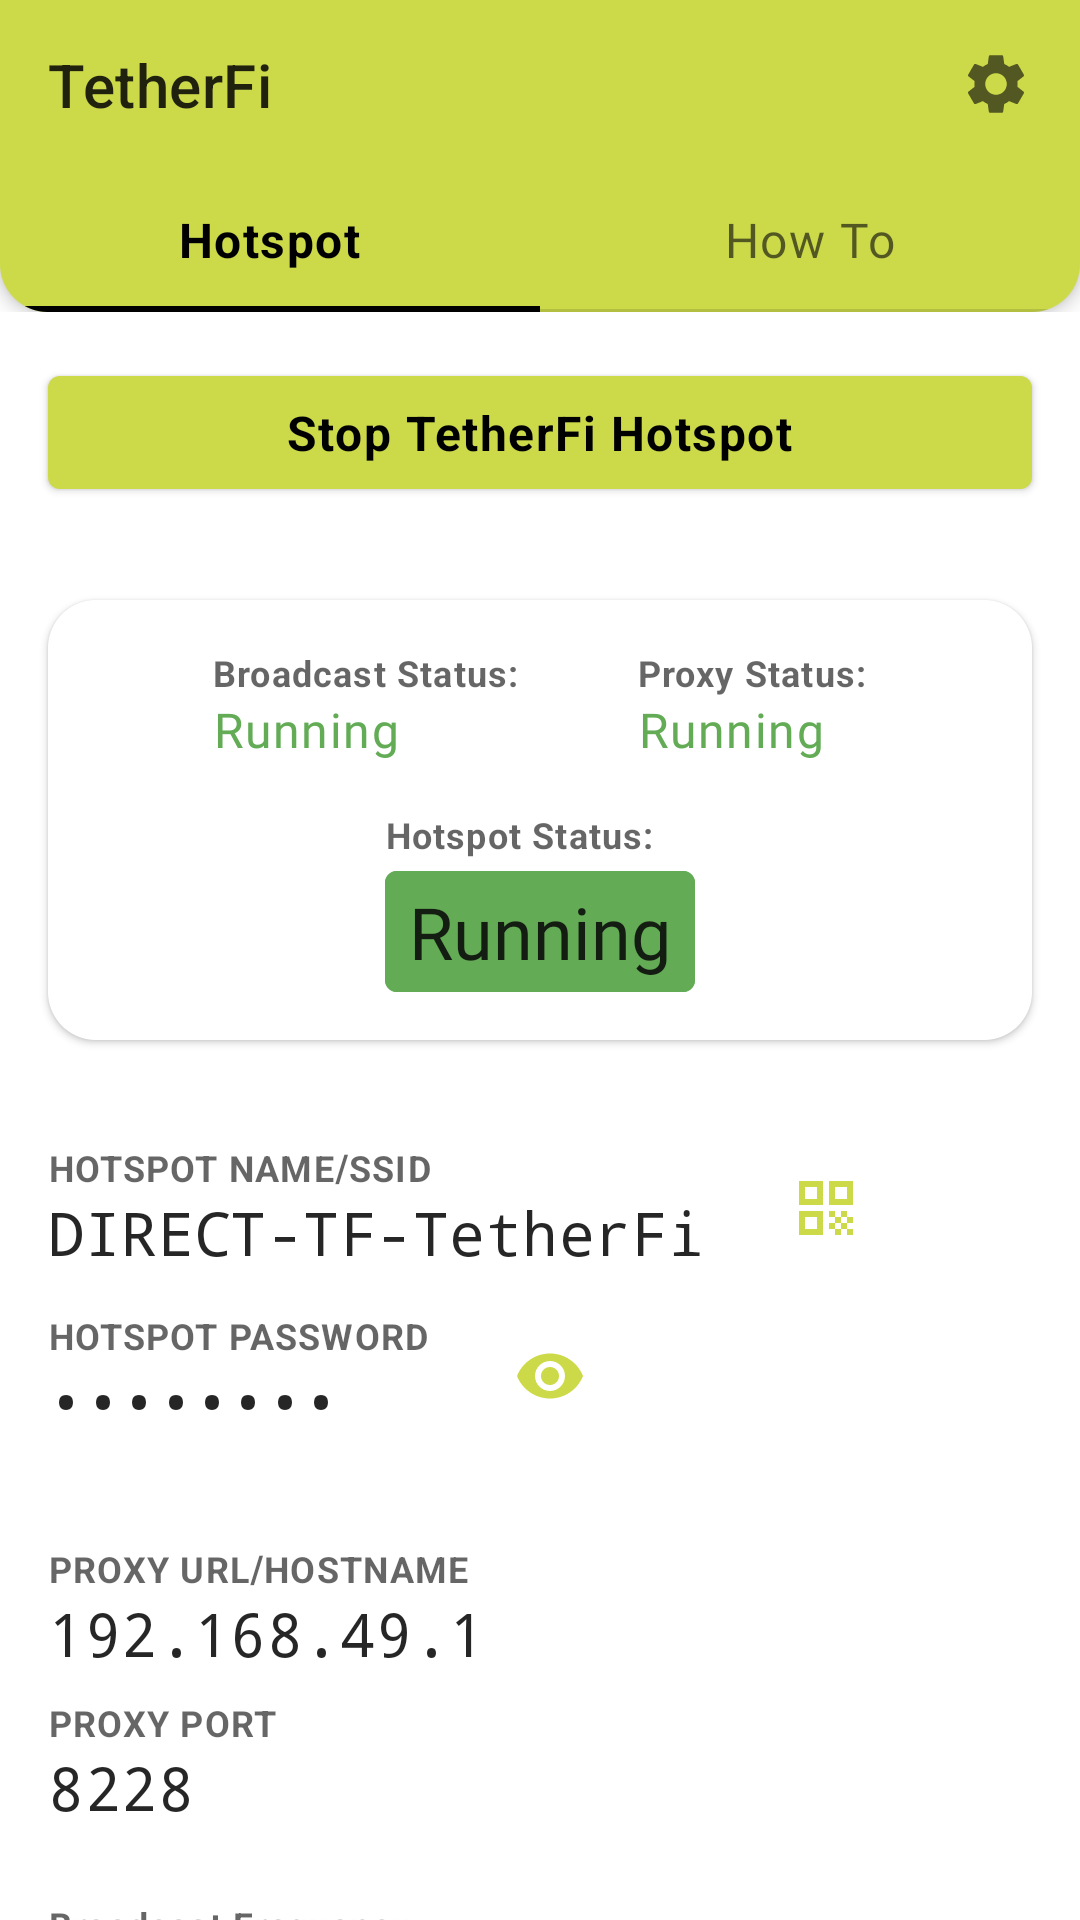 TetherFi
Hotspot
How To
Stop TetherFi Hotspot
Broadcast Status:
Proxy Status:
Running
Running
Hotspot Status:
Running
HOTSPOT NAME/SSID
DIRECT-TF-TetherFi
HOTSPOT PASSWORD
••••••••
PROXY URL/HOSTNAME
192.168.49.1
PROXY PORT
8228
Broadcast